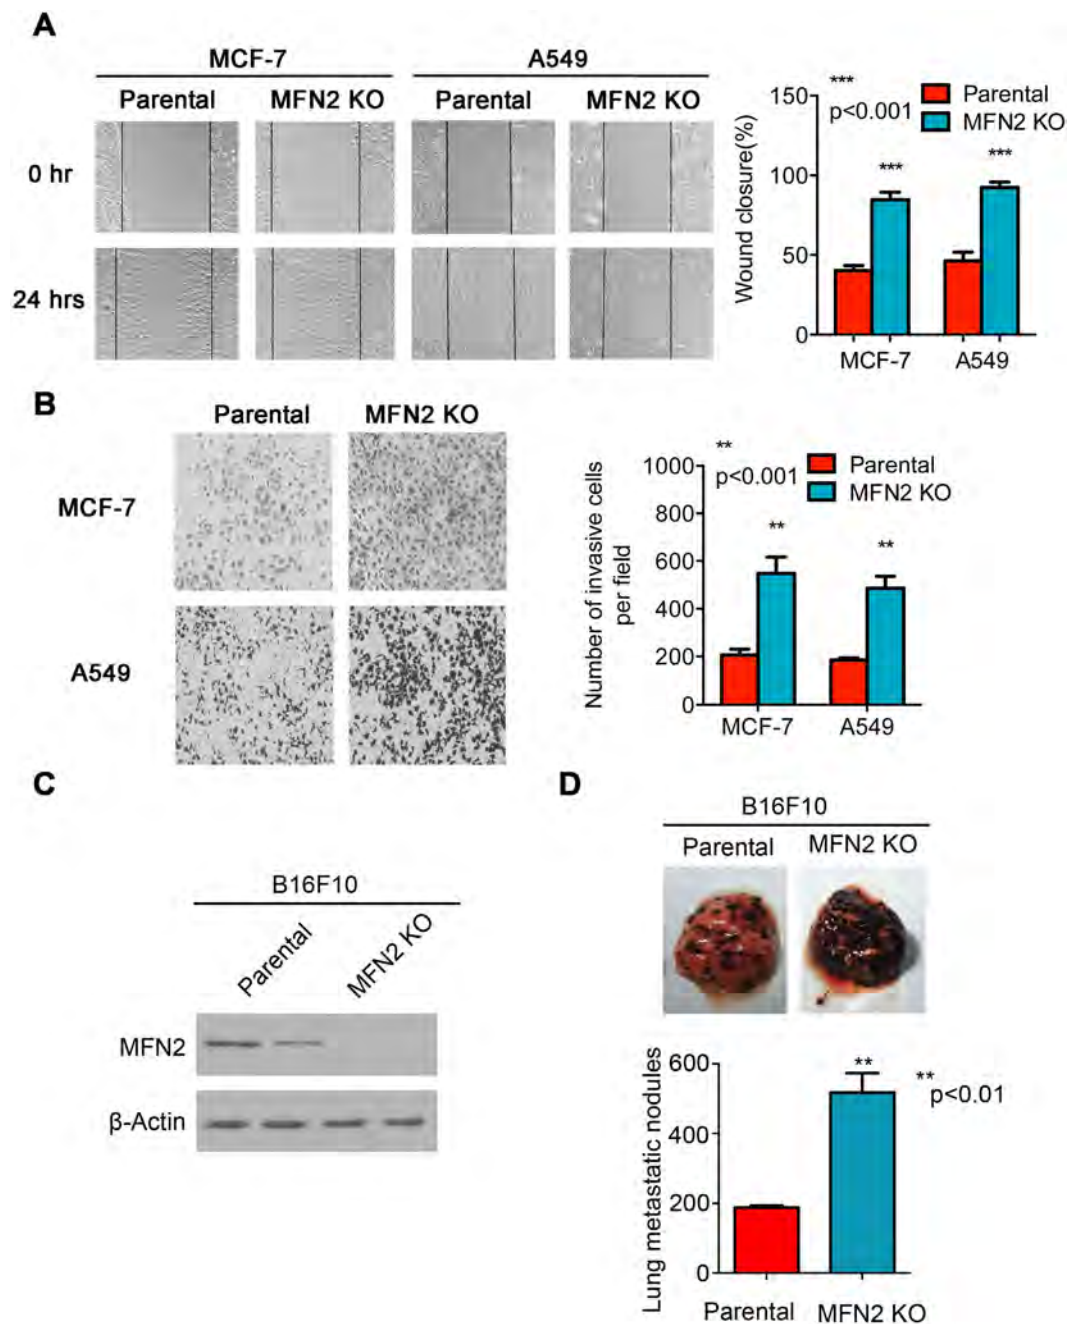 A
MCF-7
A549
Parental
MFN2 KO
Parental
MFN2 KO
0 hr
24 hrs
***
p<0.001
Parental
MFN2 KO
Wound closure(%)
150
100
50
0
***
***
MCF-7
A549
B
Parental
MFN2 KO
MCF-7
A549
**
p<0.001
Parental
MFN2 KO
Number of invasive cells
per field
1000
800
600
400
200
0
**
**
MCF-7
A549
C
B16F10
Parental
MFN2 KO
MFN2
β-Actin
D
B16F10
Parental
MFN2 KO
Lung metastatic nodules
600
400
200
0
**
**
p<0.01
Parental
MFN2 KO